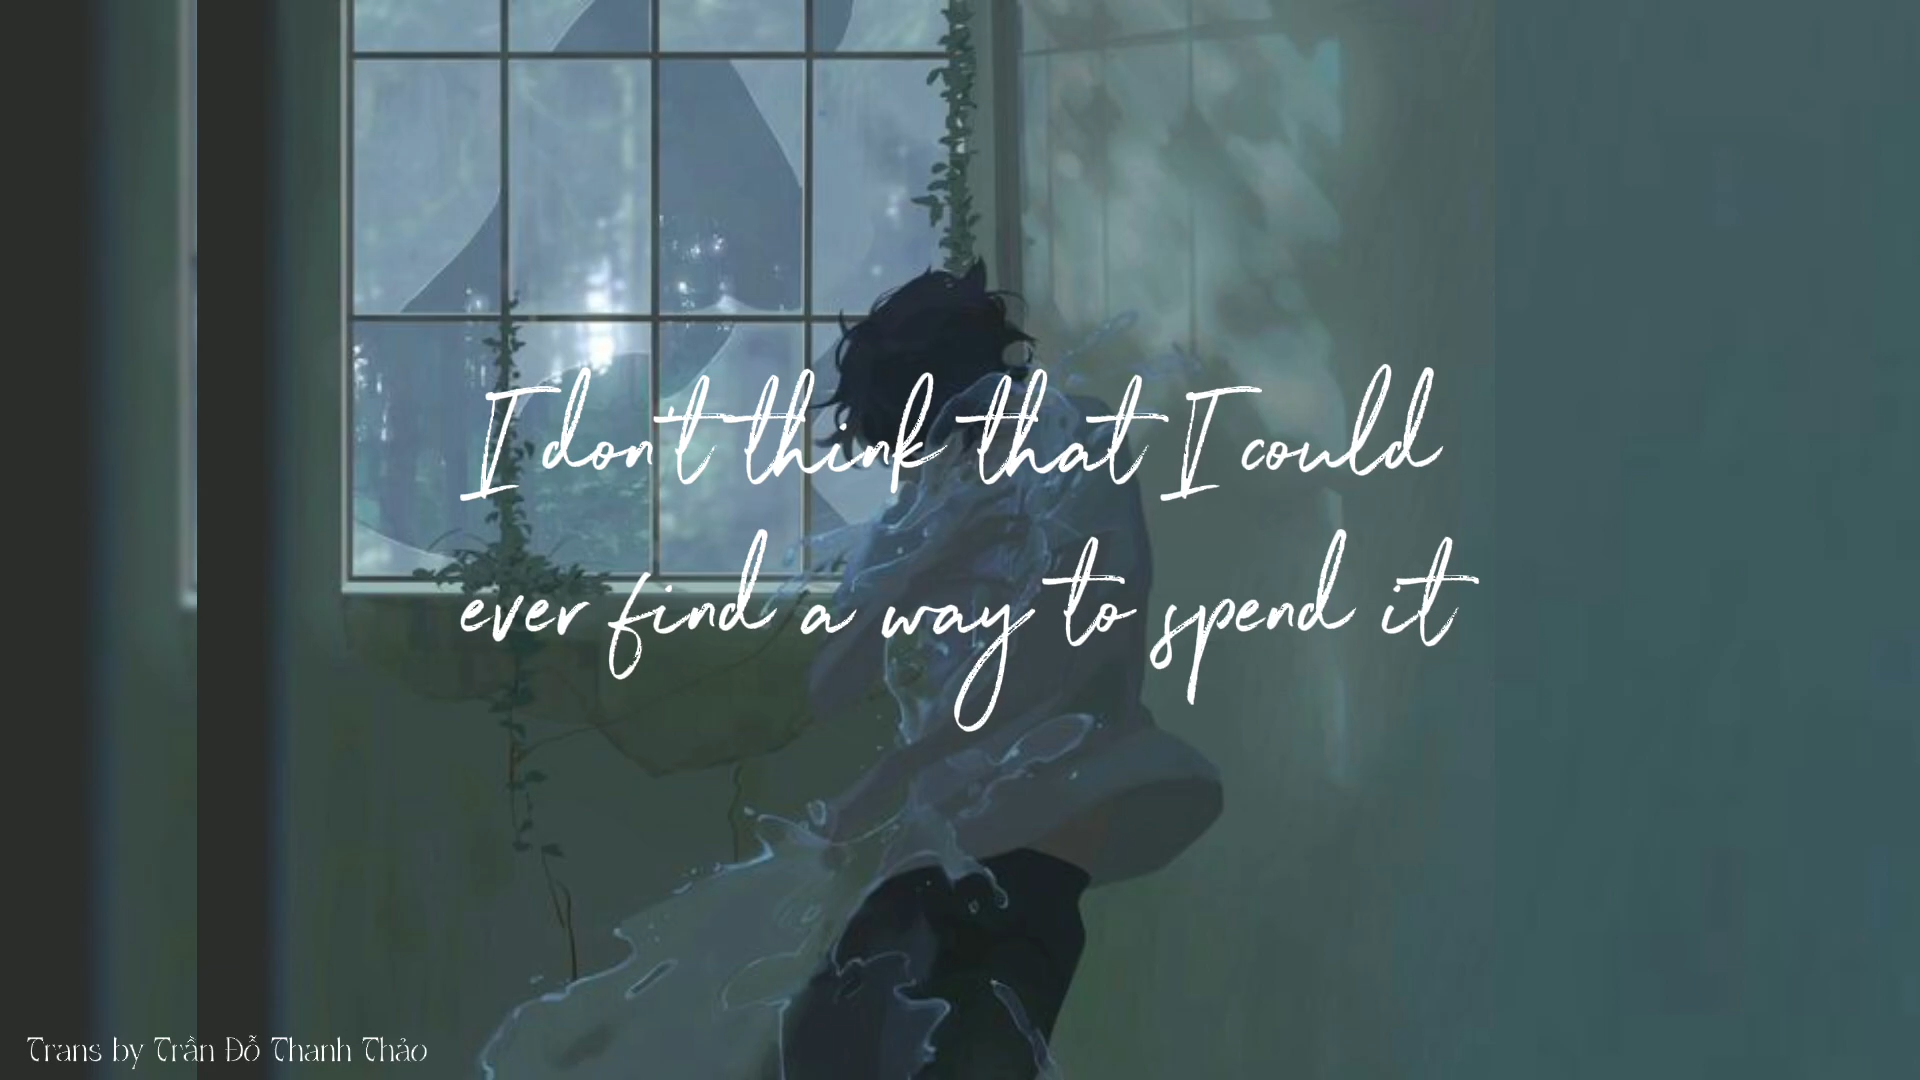 I don't think that I could
ever find a way to spend it
Trans by Trần Đỗ Thanh Thảo